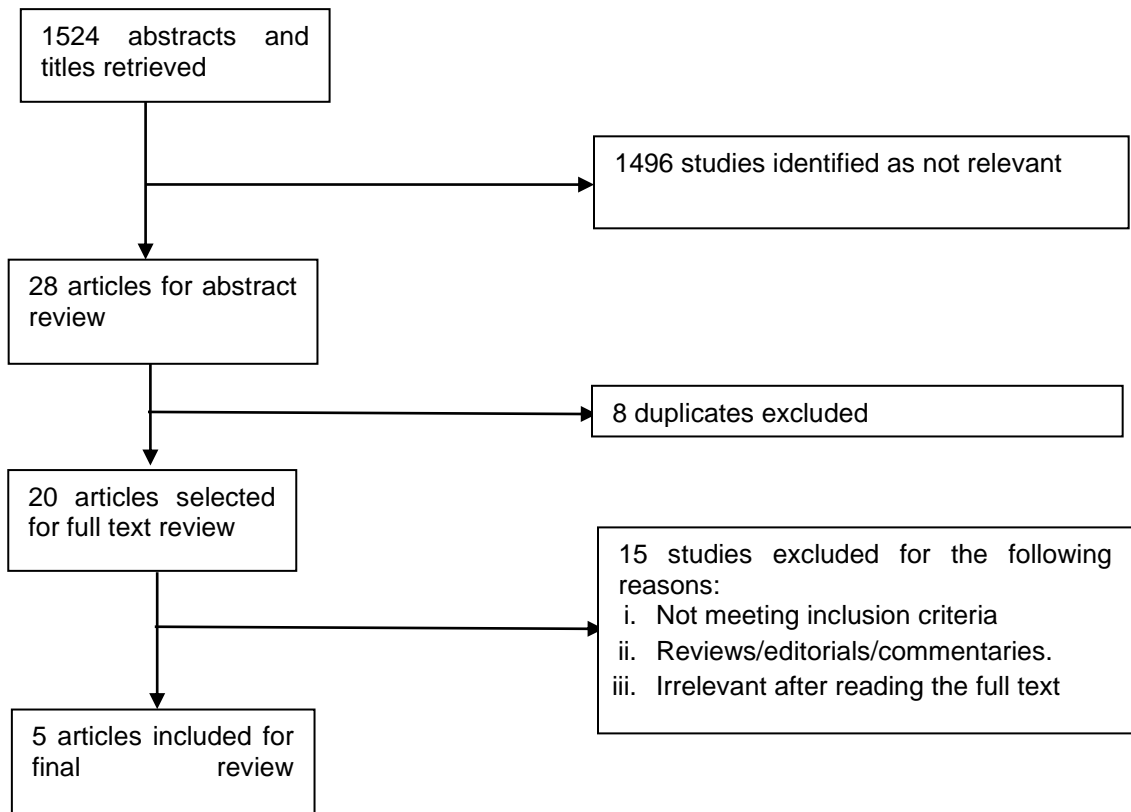 1524 abstracts and
titles retrieved
1496 studies identified as not relevant
28 articles for abstract
review
8 duplicates excluded
20 articles selected
for full text review
15 studies excluded for the following
reasons:
i. Not meeting inclusion criteria
ii. Reviews/editorials/commentaries.
iii. Irrelevant after reading the full text
5 articles included for
final review